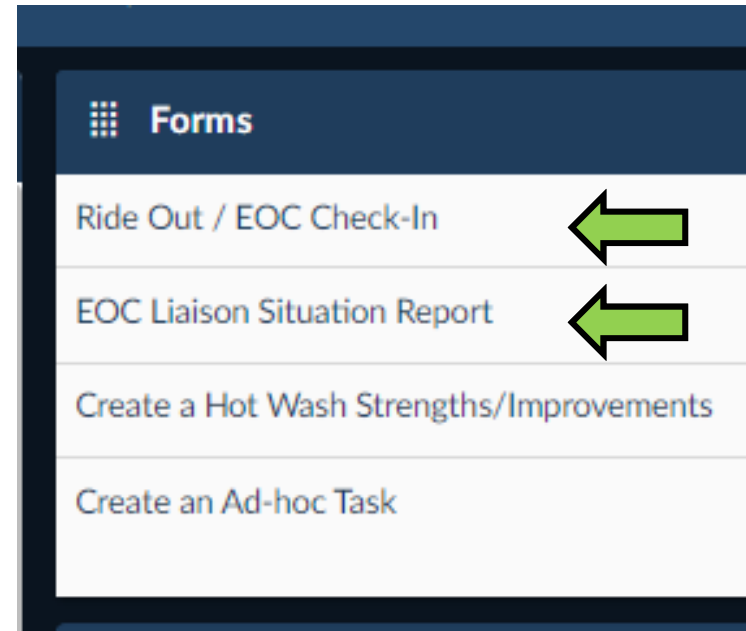 Forms
Ride Out / EOC Check-In
EOC Liaison Situation Report
Create a Hot Wash Strengths/Improvements
Create an Ad-hoc Task